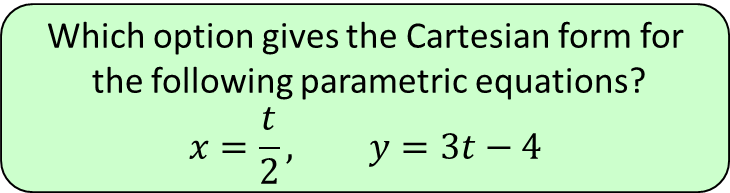 Which option gives the Cartesian form for
the following parametric equations?
x = t/2, y = 3t − 4